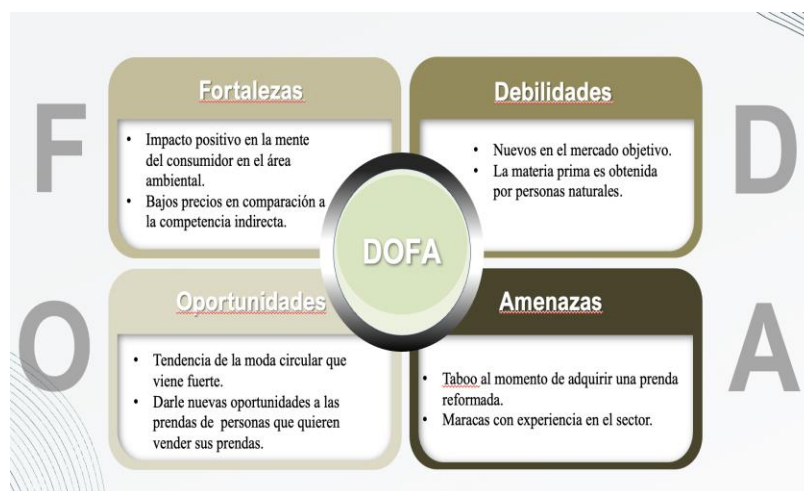 F
Fortalezas
• Impacto positivo en la mente
del consumidor en el área
ambiental.
• Bajos precios en comparación a
la competencia indirecta.
Debilidades
• Nuevos en el mercado objetivo.
• La materia prima es obtenida
por personas naturales.
D
DOFA
O
Oportunidades
• Tendencia de la moda circular que
viene fuerte.
• Darle nuevas oportunidades a las
prendas de personas que quieren
vender sus prendas.
Amenazas
• Taboo al momento de adquirir una prenda
reformada.
• Maracas con experiencia en el sector.
A